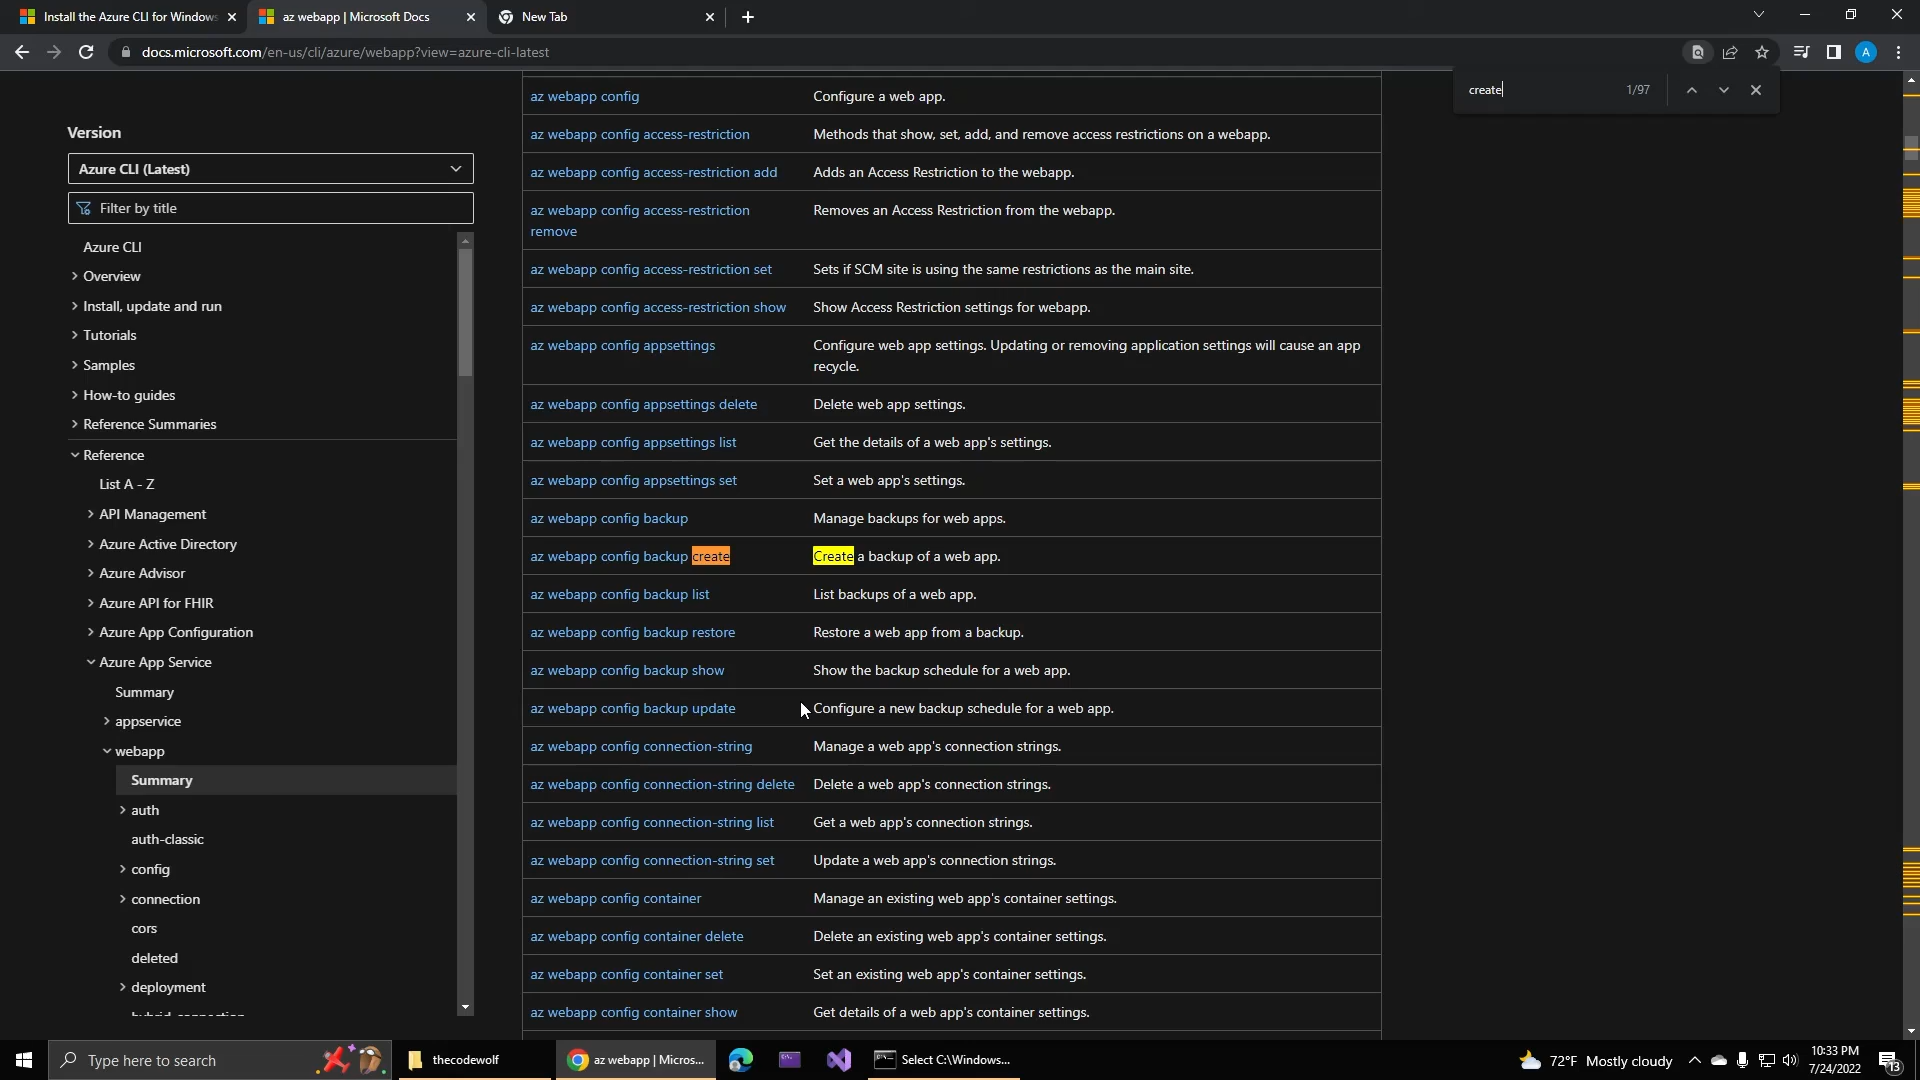 Install the Azure CLI for Window
az webapp | Microsoft Docs
New Tab
docs.microsoft.com/en-us/cli/azure/webapp?view=azure-cli-latest
A
create
1/97
Version
Azure CLI (Latest)
Filter by title
Azure CLI
Overview
Install, update and run
Tutorials
Samples
How-to guides
Reference Summaries
Reference
List A - Z
API Management
Azure Active Directory
Azure Advisor
Azure API for FHIR
Azure App Configuration
Azure App Service
Summary
appservice
webapp
Summary
auth
auth-classic
config
connection
cors
deleted
deployment
az webapp config Configure a web app.
az webapp config access-restriction Methods that show, set, add, and remove access restrictions on a webapp.
az webapp config access-restriction add Adds an Access Restriction to the webapp.
az webapp config access-restriction Removes an Access Restriction from the webapp.
remove
az webapp config access-restriction set Sets if SCM site is using the same restrictions as the main site.
az webapp config access-restriction show Show Access Restriction settings for webapp.
az webapp config appsettings Configure web app settings. Updating or removing application settings will cause an app
recycle.
az webapp config appsettings delete Delete web app settings.
az webapp config appsettings list Get the details of a web app's settings.
az webapp config appsettings set Set a web app's settings.
az webapp config backup Manage backups for web apps.
az webapp config backup create Create a backup of a web app.
az webapp config backup list List backups of a web app.
az webapp config backup restore Restore a web app from a backup.
az webapp config backup show Show the backup schedule for a web app.
az webapp config backup update Configure a new backup schedule for a web app.
az webapp config connection-string Manage a web app's connection strings.
az webapp config connection-string delete Delete a web app's connection strings.
az webapp config connection-string list Get a web app's connection strings.
az webapp config connection-string set Update a web app's connection strings.
az webapp config container Manage an existing web app's container settings.
az webapp config container delete Delete an existing web app's container settings.
az webapp config container set Set an existing web app's container settings.
az webapp config container show Get details of a web app's container settings.
Type here to search
thecodewolf
az webapp | Micros...
Select C:\Windows...
72°F Mostly cloudy
10:33 PM
7/24/2022
13